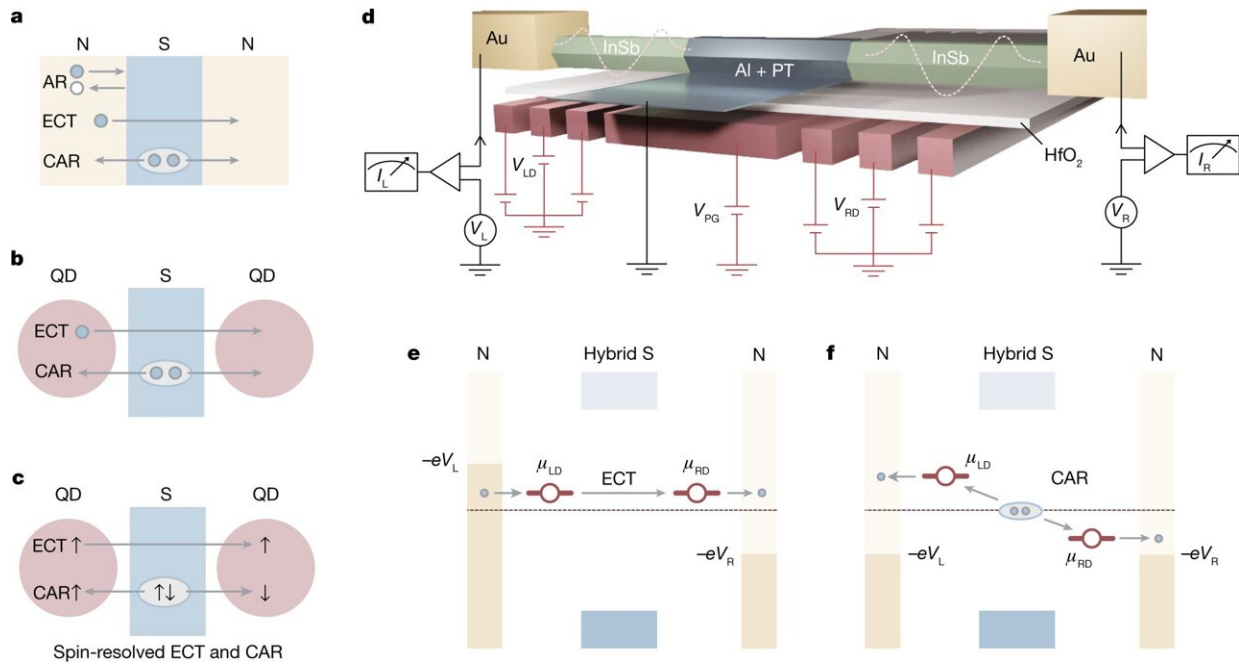 a
N S N
AR
ECT
CAR
b
QD S QD
ECT
CAR
c
QD S QD
ECT↑ ↑
CAR↑ ↑↓ ↓
Spin-resolved ECT and CAR
d
Au InSb Al + PT InSb Au
HfO₂
I_L V_LD V_PG V_RD I_R
V_L V_R
e
N Hybrid S N
–eV_L μ_LD ECT μ_RD
–eV_R
f
N Hybrid S N
μ_LD CAR
–eV_L μ_RD –eV_R